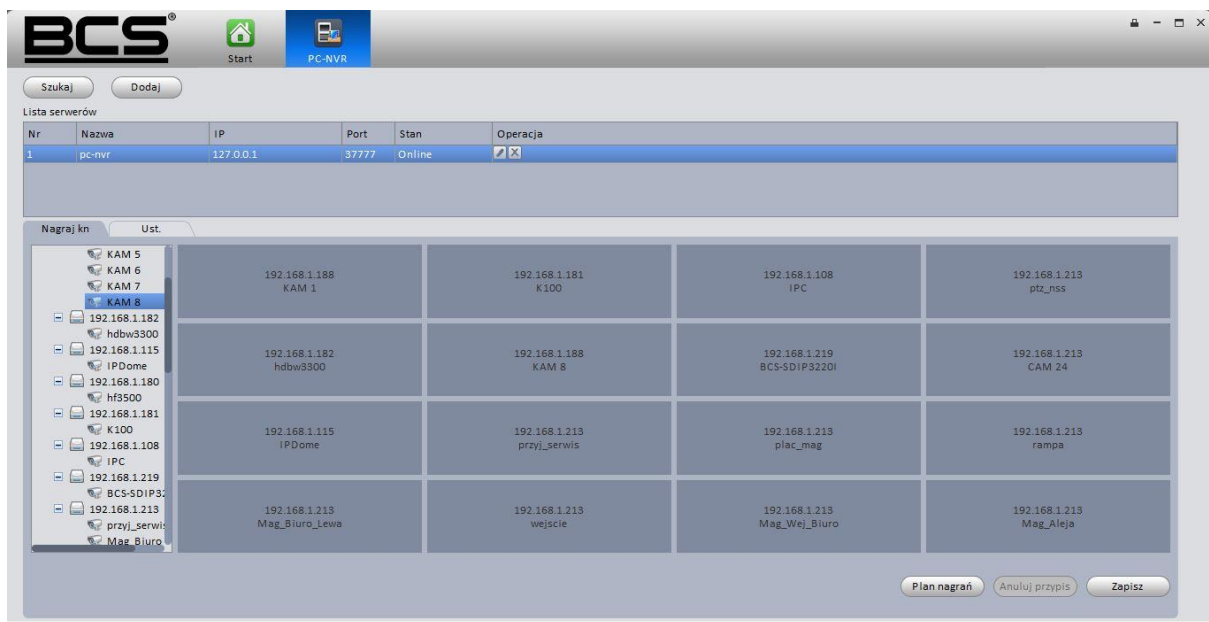 BCS®
Start
PC-NVR
Szukaj
Dodaj
Lista serwerów
Nr Nazwa IP Port Stan Operacja
1 pc-nvr 127.0.0.1 37777 Online
Nagraj kn
Ust.
KAM 5
KAM 6
KAM 7
KAM 8
192.168.1.182
hdbw3300
192.168.1.115
IPDome
192.168.1.180
hf3500
192.168.1.181
K100
192.168.1.108
IPC
192.168.1.219
BCS-SDIP32
192.168.1.213
przyj_serwis
Mag_Biuro
192.168.1.188
KAM 1
192.168.1.181
K100
192.168.1.108
IPC
192.168.1.213
ptz_nss
192.168.1.182
hdbw3300
192.168.1.188
KAM 8
192.168.1.219
BCS-SDIP3220I
192.168.1.213
CAM 24
192.168.1.115
IPDome
192.168.1.213
przyj_serwis
192.168.1.213
plac_mag
192.168.1.213
rampa
192.168.1.213
Mag_Biuro_Lewa
192.168.1.213
wejscie
192.168.1.213
Mag_Wej_Biuro
192.168.1.213
Mag_Aleja
Plan nagrań
Anuluj przypis
Zapisz